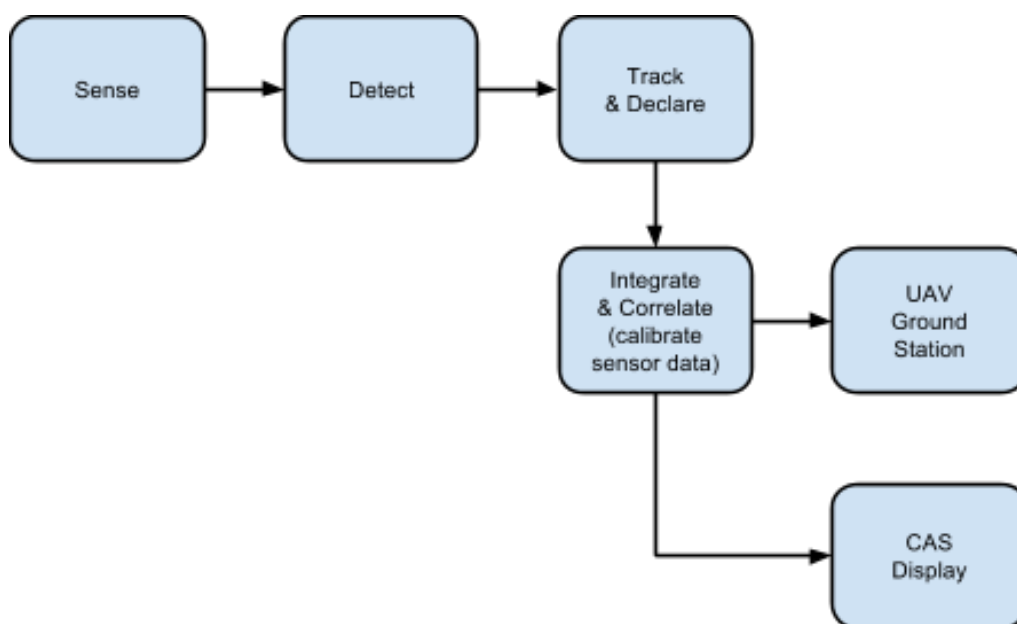 Sense
Detect
Track
& Declare
Integrate
& Correlate
(calibrate
sensor data)
UAV
Ground
Station
CAS
Display